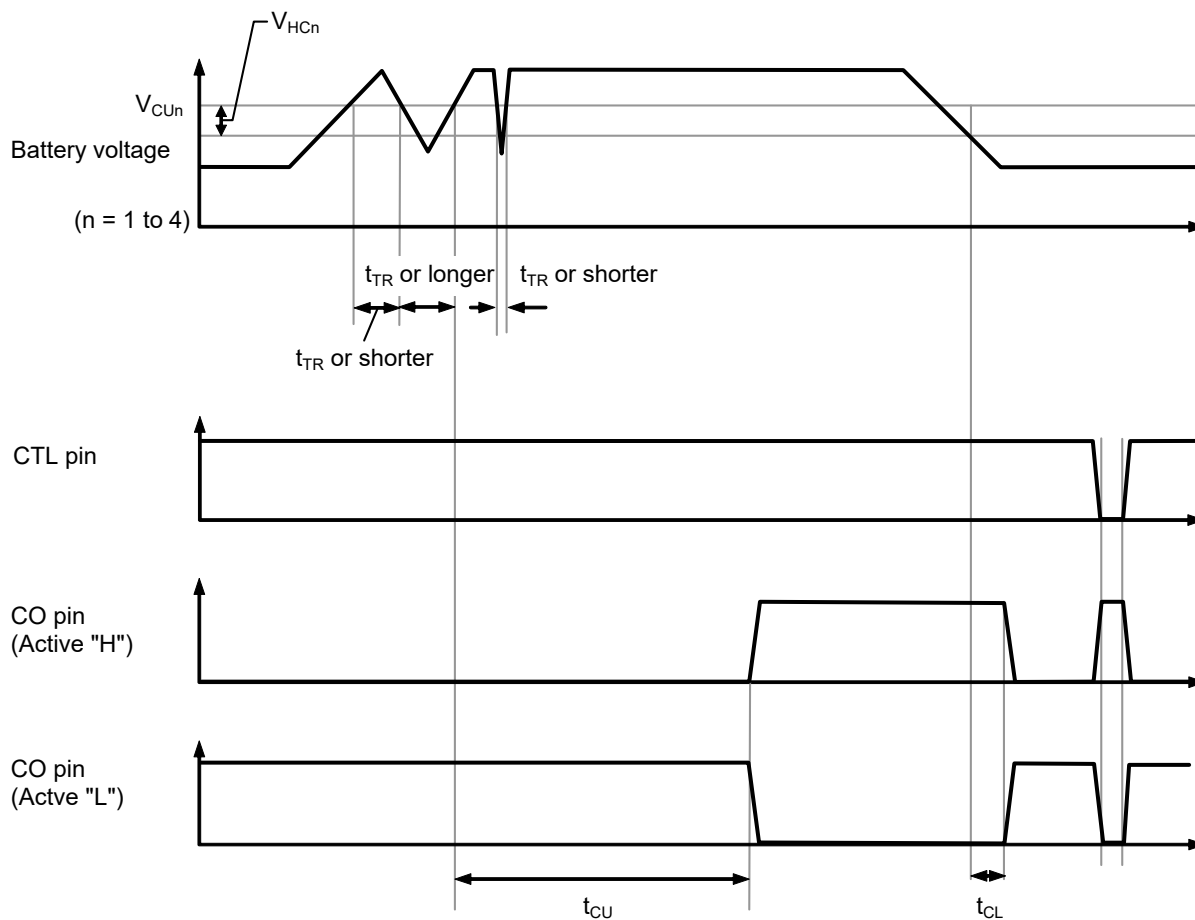 VHCn
VCUn
Battery voltage
(n = 1 to 4)
tTR or longer
tTR or shorter
tTR or shorter
CTL pin
CO pin
(Active "H")
CO pin
(Actve "L")
tCU
tCL